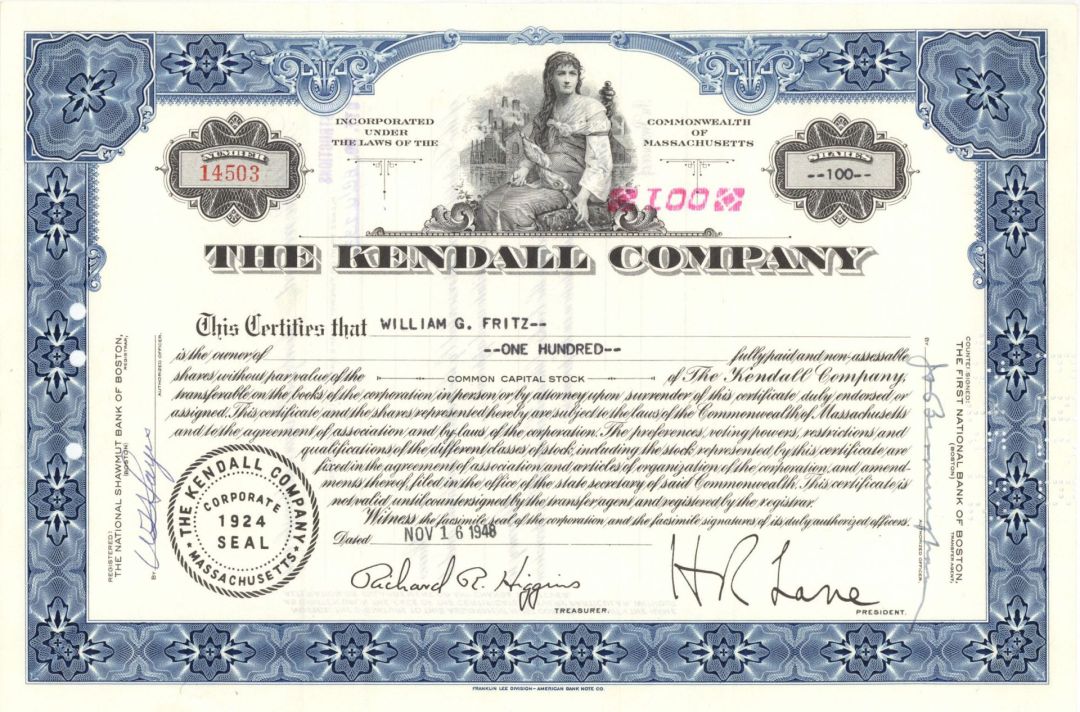 INCORPORATED
UNDER
THE LAWS OF THE
COMMONWEALTH
OF
MASSACHUSETTS
NUMBER
14503
SHARES
--100--
100
THE KENDALL COMPANY
This Certifies that WILLIAM G. FRITZ--
is the owner of --ONE HUNDRED-- fully paid and non-assessable
shares without par value of the COMMON CAPITAL STOCK of The Kendall Company,
transferable on the books of the corporation in person or by attorney upon surrender of this certificate duly endorsed or
assigned. This certificate and the shares represented hereby are subject to the laws of the Commonwealth of Massachusetts
and to the agreement of association and by-laws of the corporation. The preferences, voting powers, restrictions and
qualifications of the different classes of stock, including the stock represented by this certificate are
fixed in the agreement of association and articles of organization of the corporation, and amend-
ments thereof, filed in the office of the state secretary of said Commonwealth. This certificate is
not valid until countersigned by the transfer agent and registered by the registrar.
Witness the facsimile seal of the corporation and the facsimile signatures of its duly authorized officers.
Dated NOV 16 1948
Richard R. Higgins
TREASURER.
H R Lane
PRESIDENT.
THE KENDALL COMPANY
CORPORATE
1924
SEAL
MASSACHUSETTS
REGISTERED:
THE NATIONAL SHAWMUT BANK OF BOSTON,
(BOSTON)
REGISTRAR,
BY
AUTHORIZED OFFICER.
COUNTERSIGNED:
THE FIRST NATIONAL BANK OF BOSTON,
(BOSTON)
TRANSFER AGENT,
BY
AUTHORIZED OFFICER.
FRANKLIN LEE DIVISION - AMERICAN BANK NOTE CO.